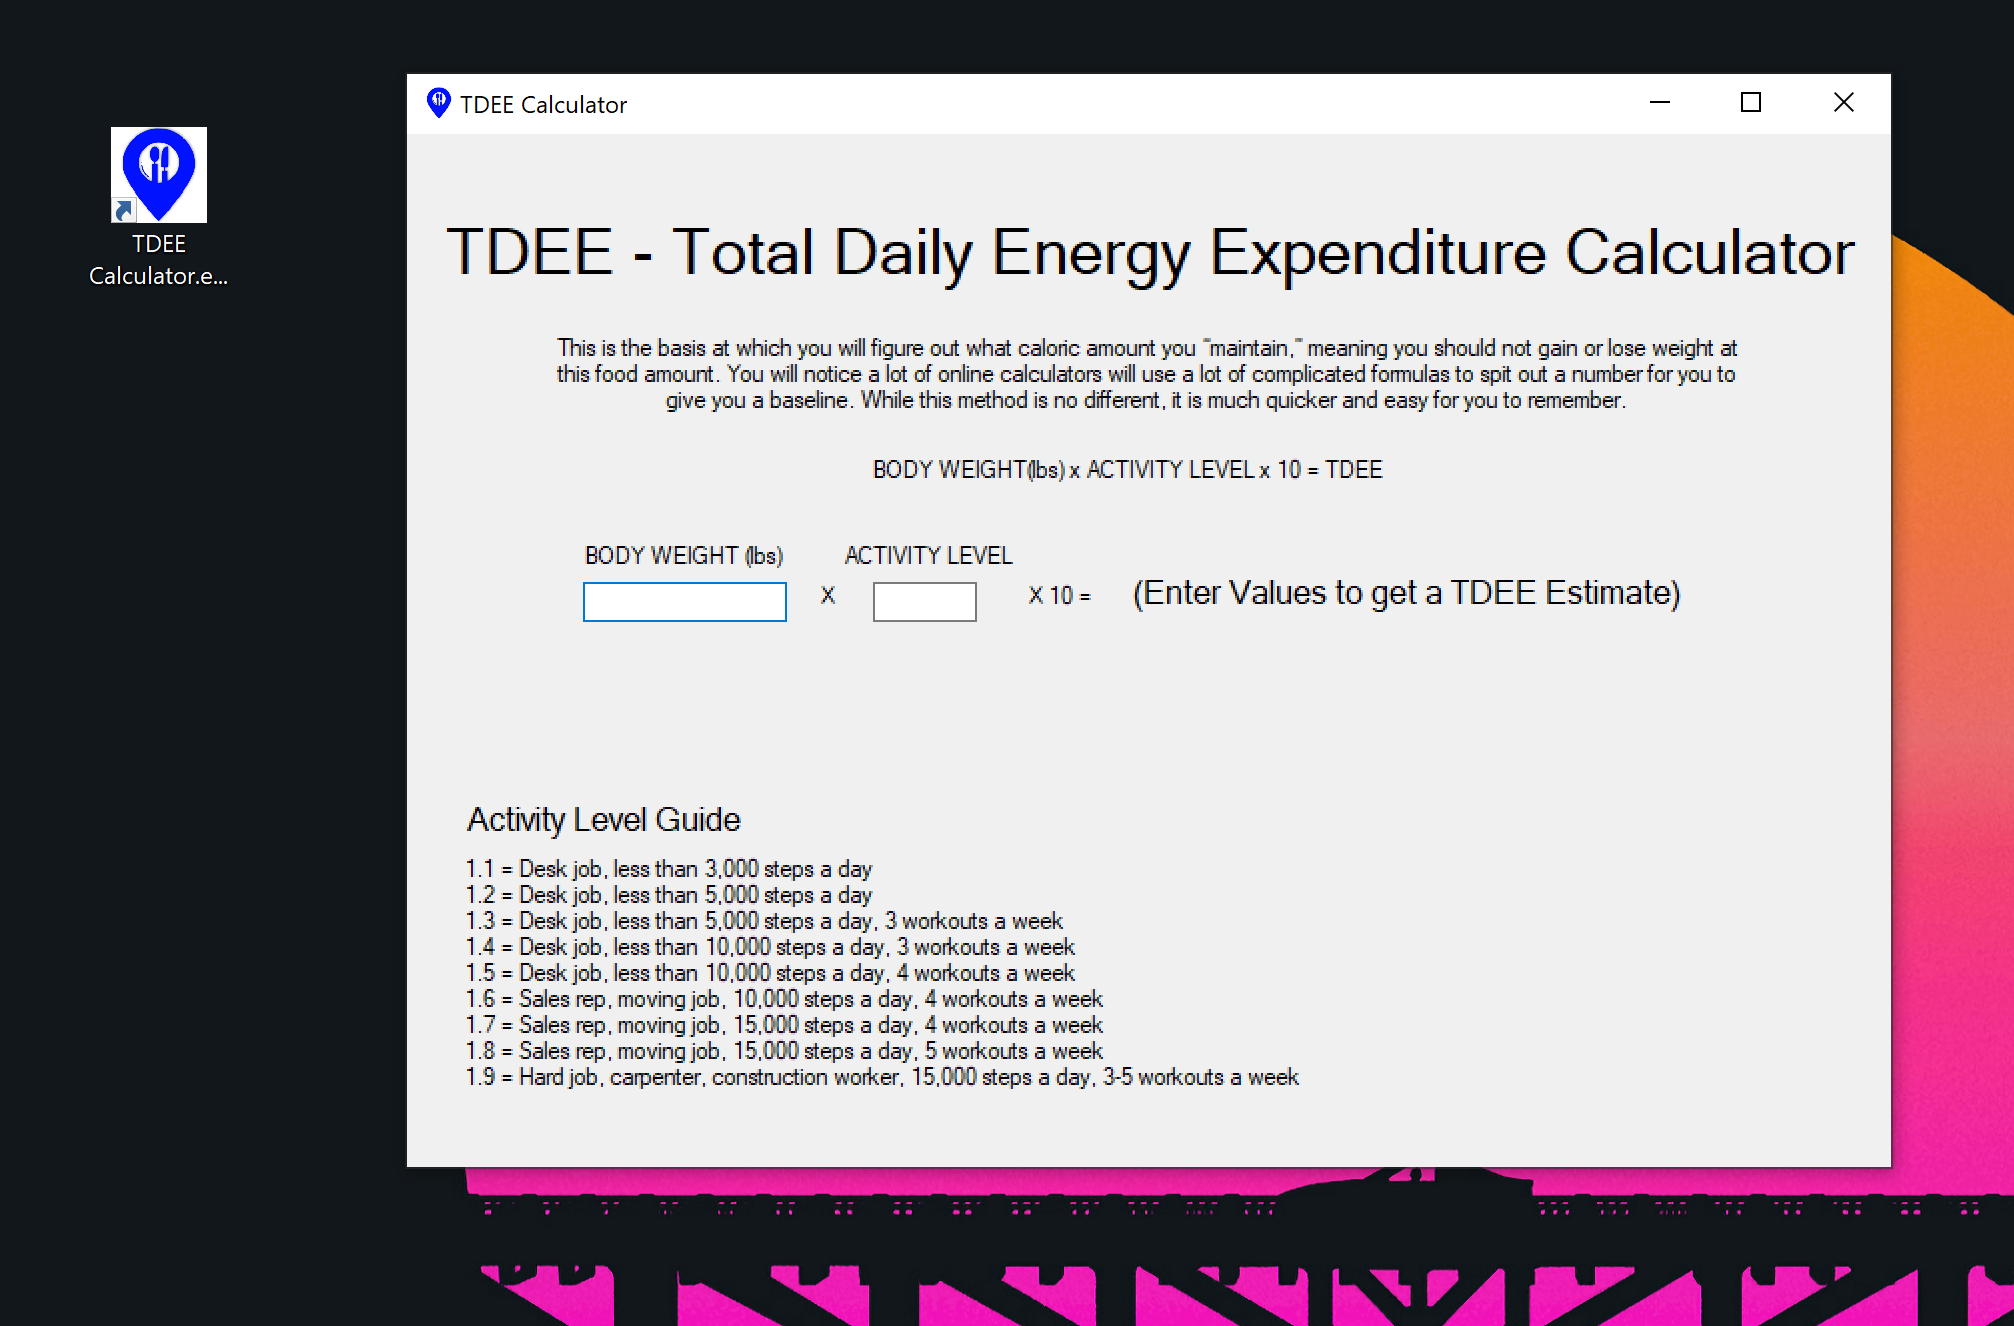 TDEE Calculator
TDEE
Calculator.e...
TDEE - Total Daily Energy Expenditure Calculator
This is the basis at which you will figure out what caloric amount you "maintain," meaning you should not gain or lose weight at
this food amount. You will notice a lot of online calculators will use a lot of complicated formulas to spit out a number for you to
give you a baseline. While this method is no different, it is much quicker and easy for you to remember.
BODY WEIGHT(lbs) x ACTIVITY LEVEL x 10 = TDEE
BODY WEIGHT (lbs) ACTIVITY LEVEL
X X 10 = (Enter Values to get a TDEE Estimate)
Activity Level Guide
1.1 = Desk job, less than 3,000 steps a day
1.2 = Desk job, less than 5,000 steps a day
1.3 = Desk job, less than 5,000 steps a day, 3 workouts a week
1.4 = Desk job, less than 10,000 steps a day, 3 workouts a week
1.5 = Desk job, less than 10,000 steps a day, 4 workouts a week
1.6 = Sales rep, moving job, 10,000 steps a day, 4 workouts a week
1.7 = Sales rep, moving job, 15,000 steps a day, 4 workouts a week
1.8 = Sales rep, moving job, 15,000 steps a day, 5 workouts a week
1.9 = Hard job, carpenter, construction worker, 15,000 steps a day, 3-5 workouts a week